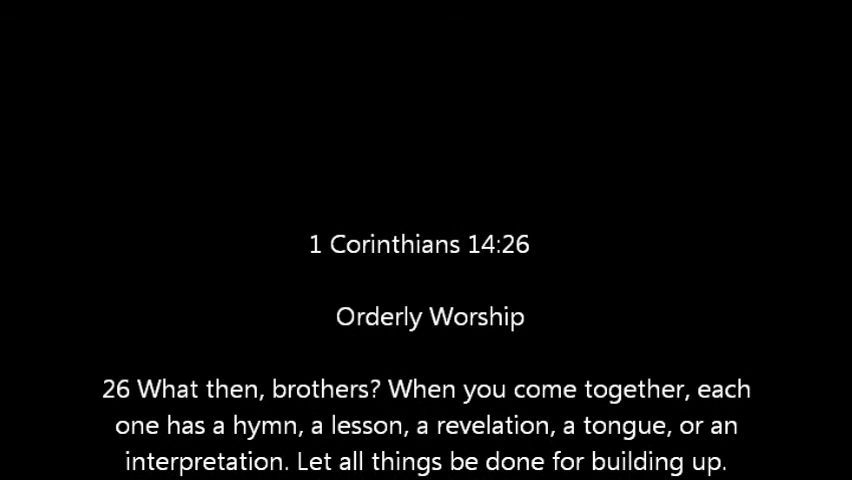 1 Corinthians 14:26
Orderly Worship
26 What then, brothers? When you come together, each
one has a hymn, a lesson, a revelation, a tongue, or an
interpretation. Let all things be done for building up.